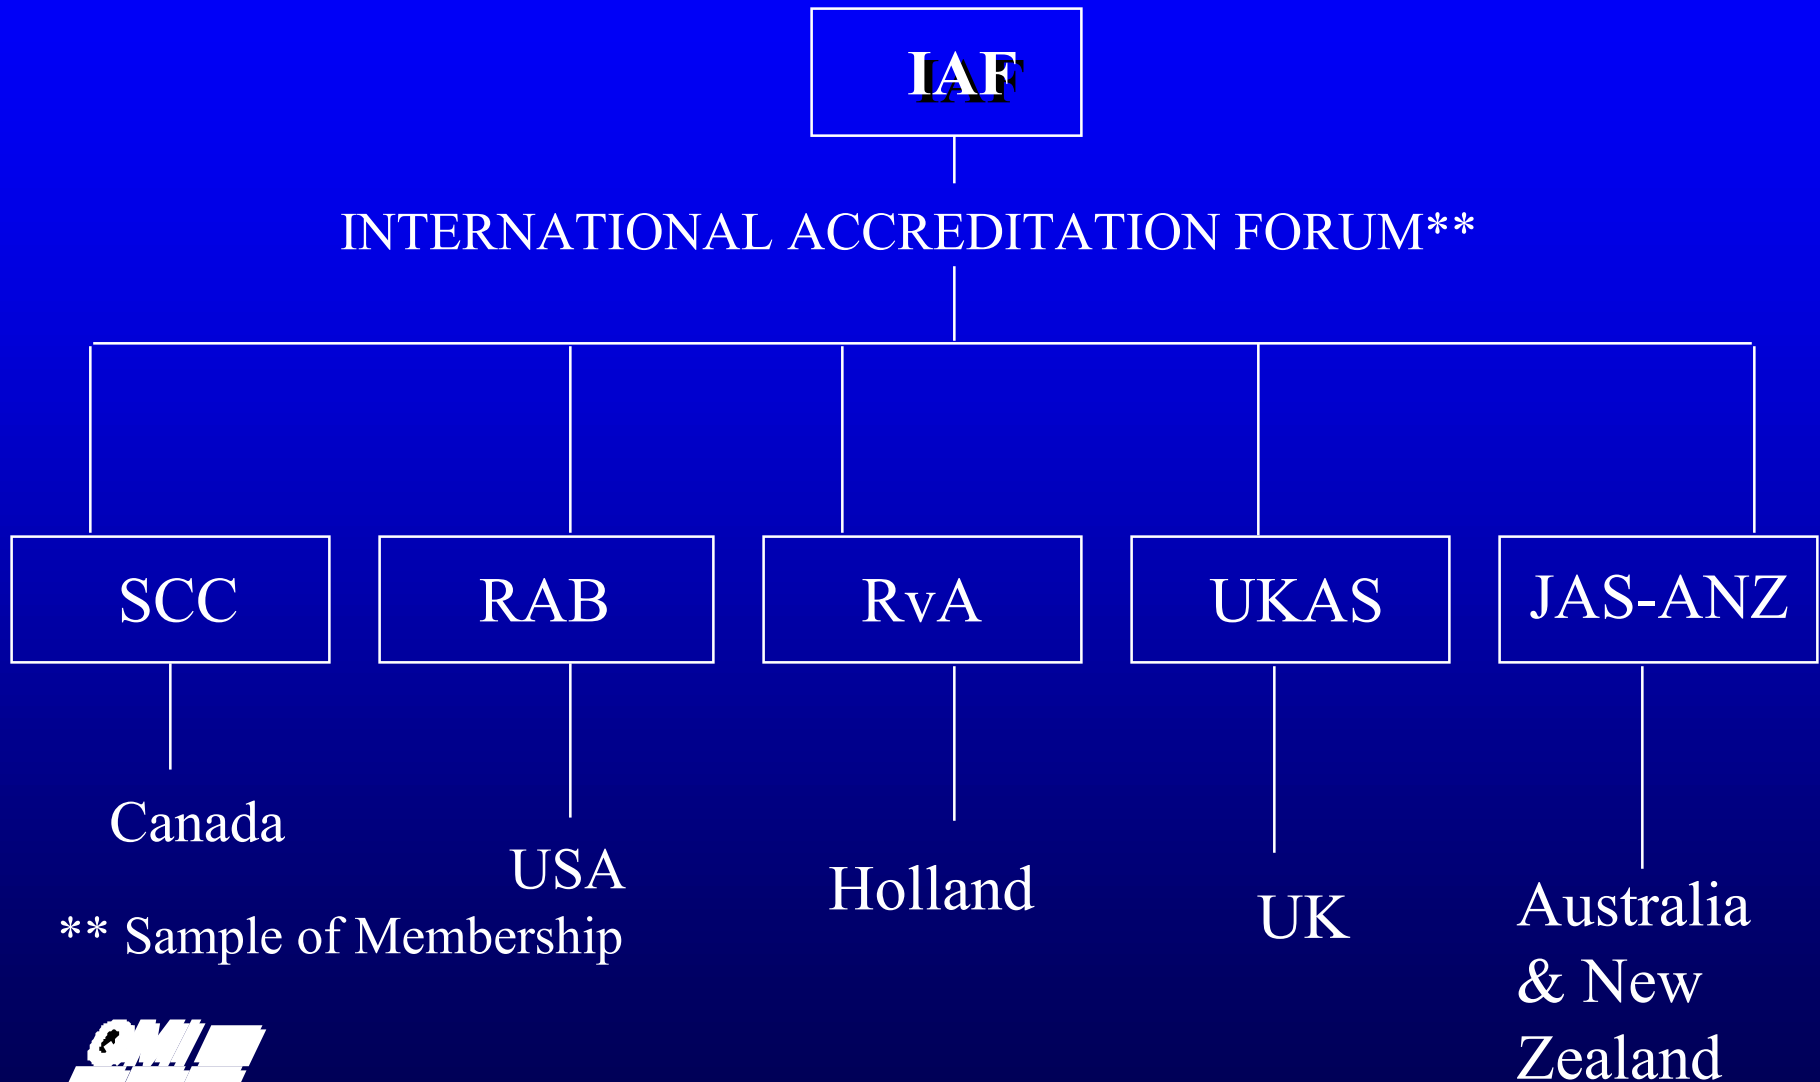 IAF
INTERNATIONAL ACCREDITATION FORUM**
SCC
RAB
RvA
UKAS
JAS-ANZ
Canada
USA
Holland
UK
Australia
& New
Zealand
** Sample of Membership
QMI